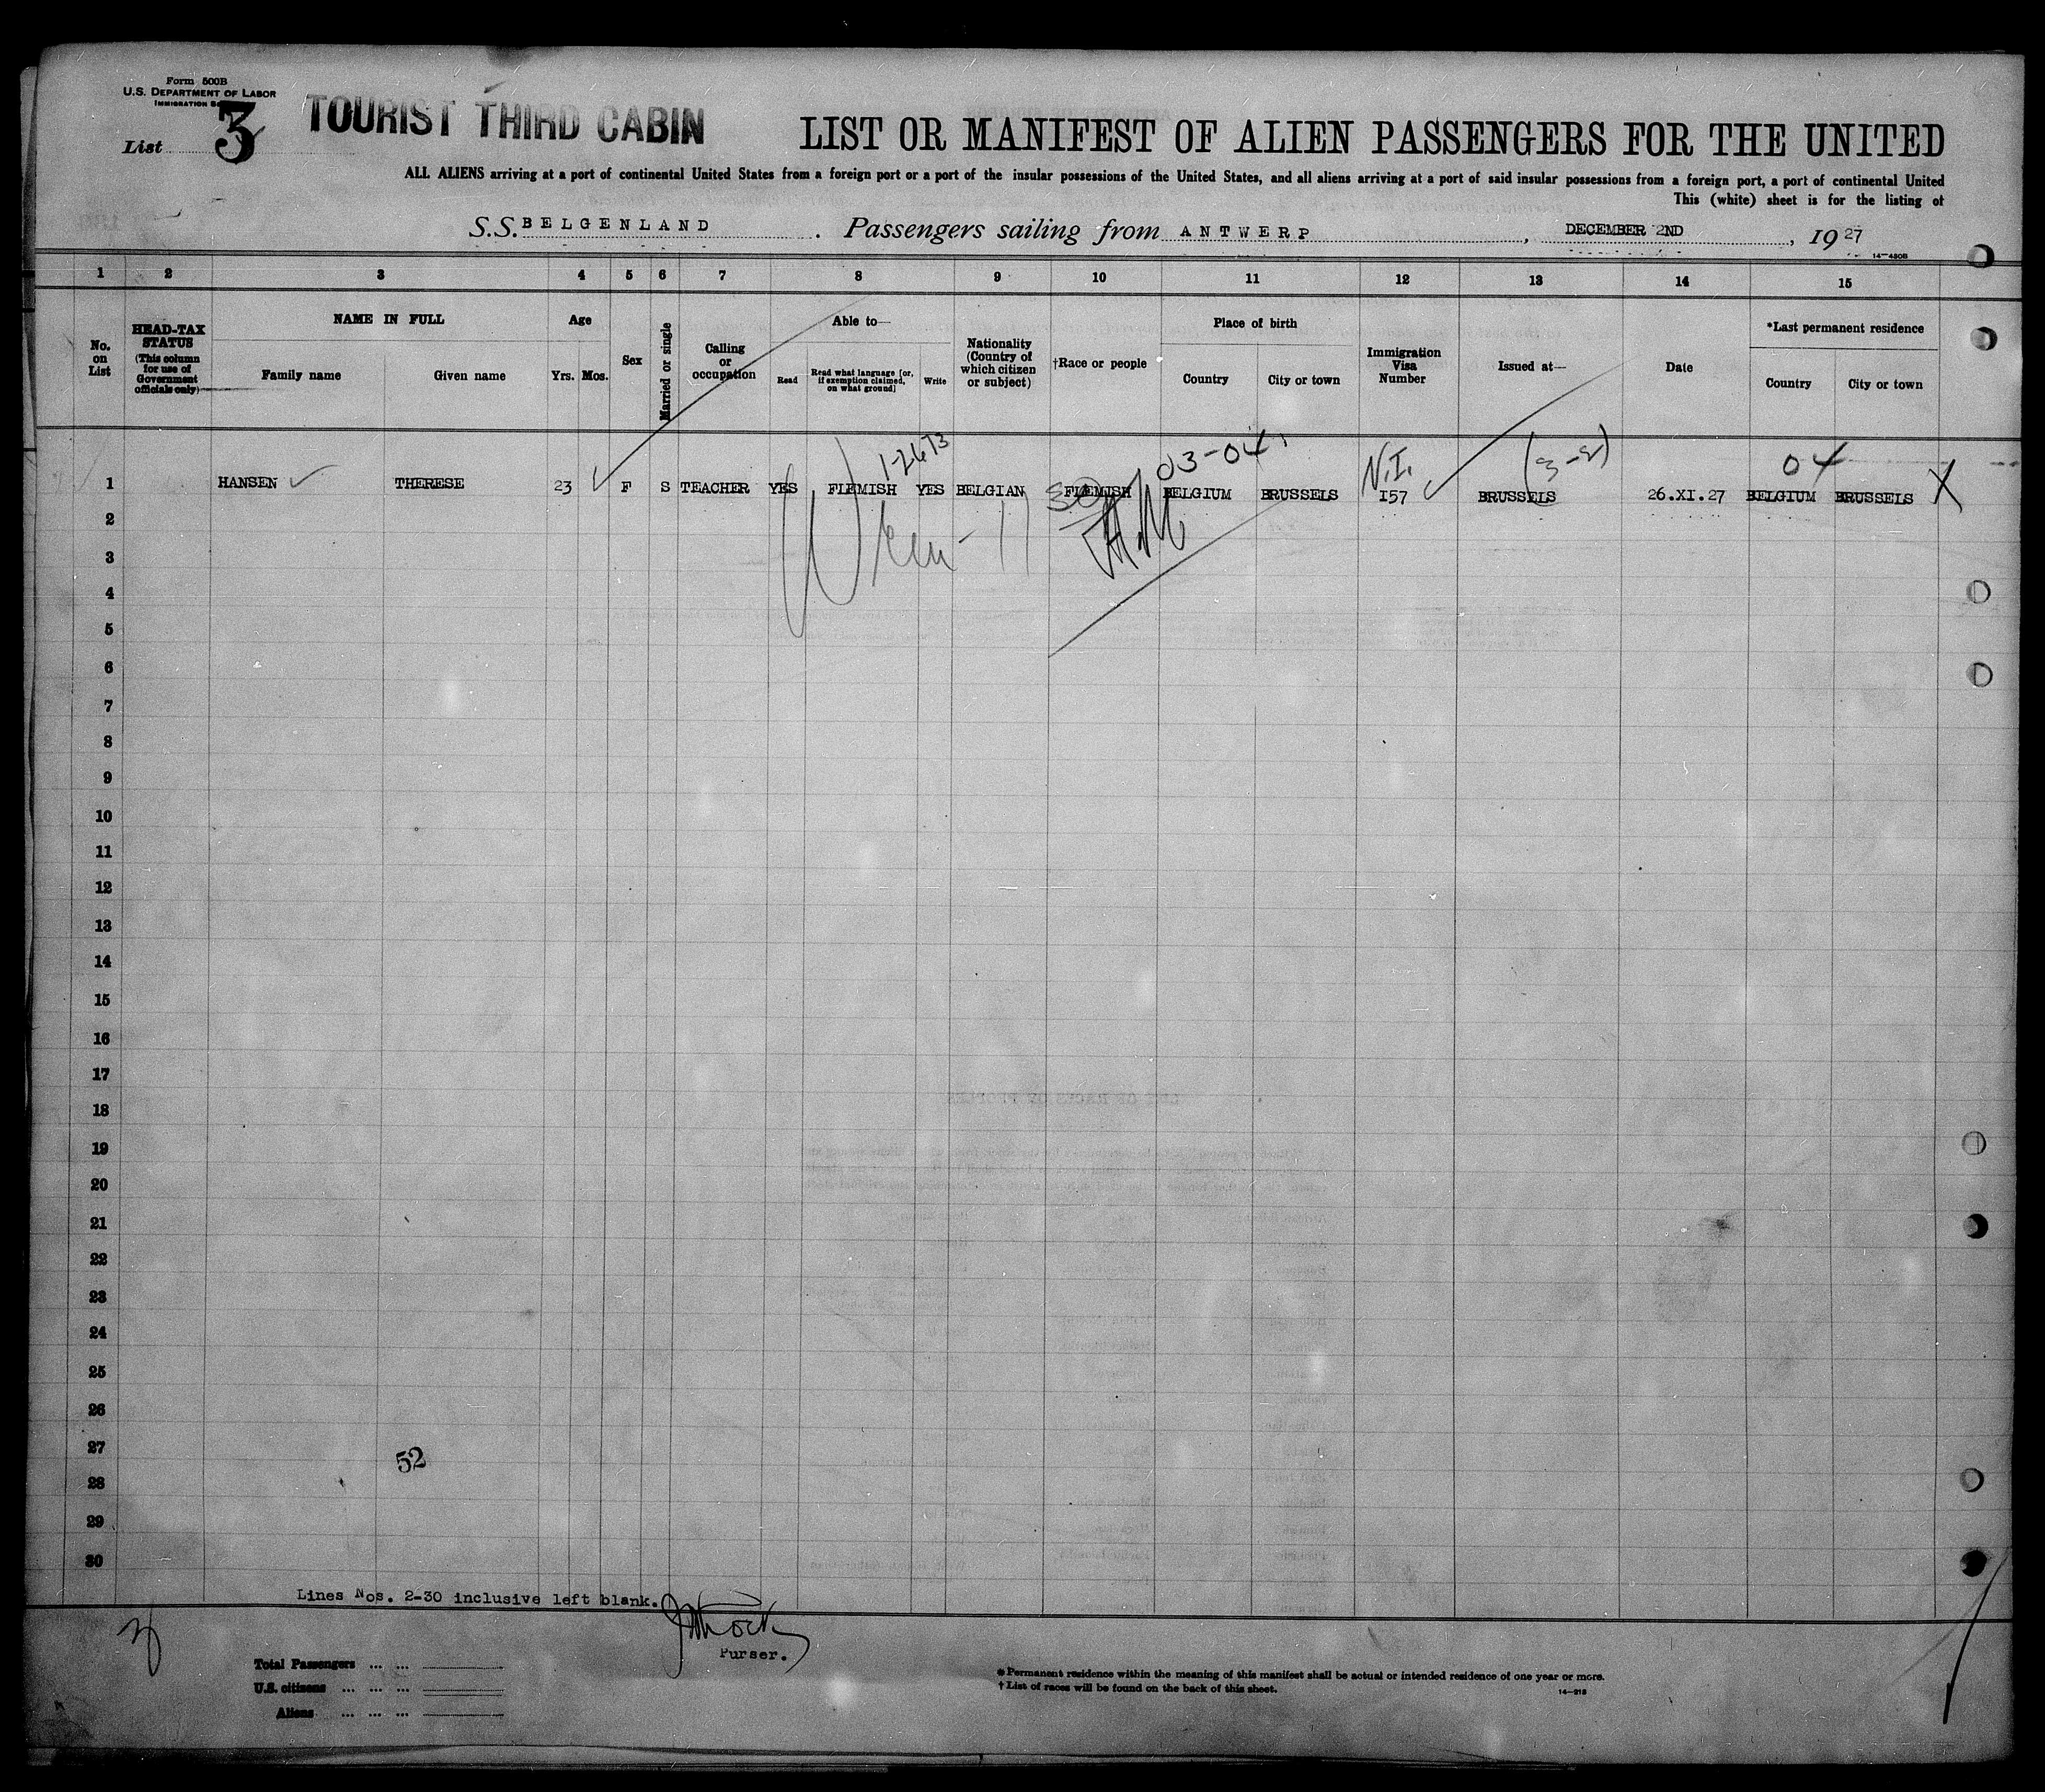 Form 500B
U.S. DEPARTMENT OF LABOR
IMMIGRATION
List 3
TOURIST THIRD CABIN
LIST OR MANIFEST OF ALIEN PASSENGERS FOR THE UNITED
ALL ALIENS arriving at a port of continental United States from a foreign port or a port of the insular possessions of the United States, and all aliens arriving at a port of said insular possessions from a foreign port, a port of continental United
This (white) sheet is for the listing of
S.S. BELGENLAND . Passengers sailing from ANTWERP , DECEMBER 2ND , 1927
14—430B
1 2 3 4 5 6 7 8 9 10 11 12 13 14 15
No. on List
HEAD-TAX STATUS (This column for use of Government officials only)
NAME IN FULL
Family name Given name
Age
Yrs. Mos.
Sex
Married or single
Calling or occupation
Able to—
Read
Read what language [or, if exemption claimed, on what ground]
Write
Nationality (Country of which citizen or subject)
†Race or people
Place of birth
Country City or town
Immigration Visa Number
Issued at—
Date
*Last permanent residence
Country City or town
1-2673 03-04 N.I. (3-2) 04
1 HANSEN THERESE 23 F S TEACHER YES FLEMISH YES BELGIAN FLEMISH BELGIUM BRUSSELS 157 BRUSSELS 26.XI.27 BELGIUM BRUSSELS X
30
2
3
4
5
6
7
8
9
10
11
12
13
14
15
16
17
18
19
20
21
22
23
24
25
26
27
52
28
29
30
Lines Nos. 2-30 inclusive left blank.
Purser.
Total Passengers ... ...
U.S. citizens ... ... ...
Aliens ... ... ...
* Permanent residence within the meaning of this manifest shall be actual or intended residence of one year or more.
† List of races will be found on the back of this sheet.
14—213